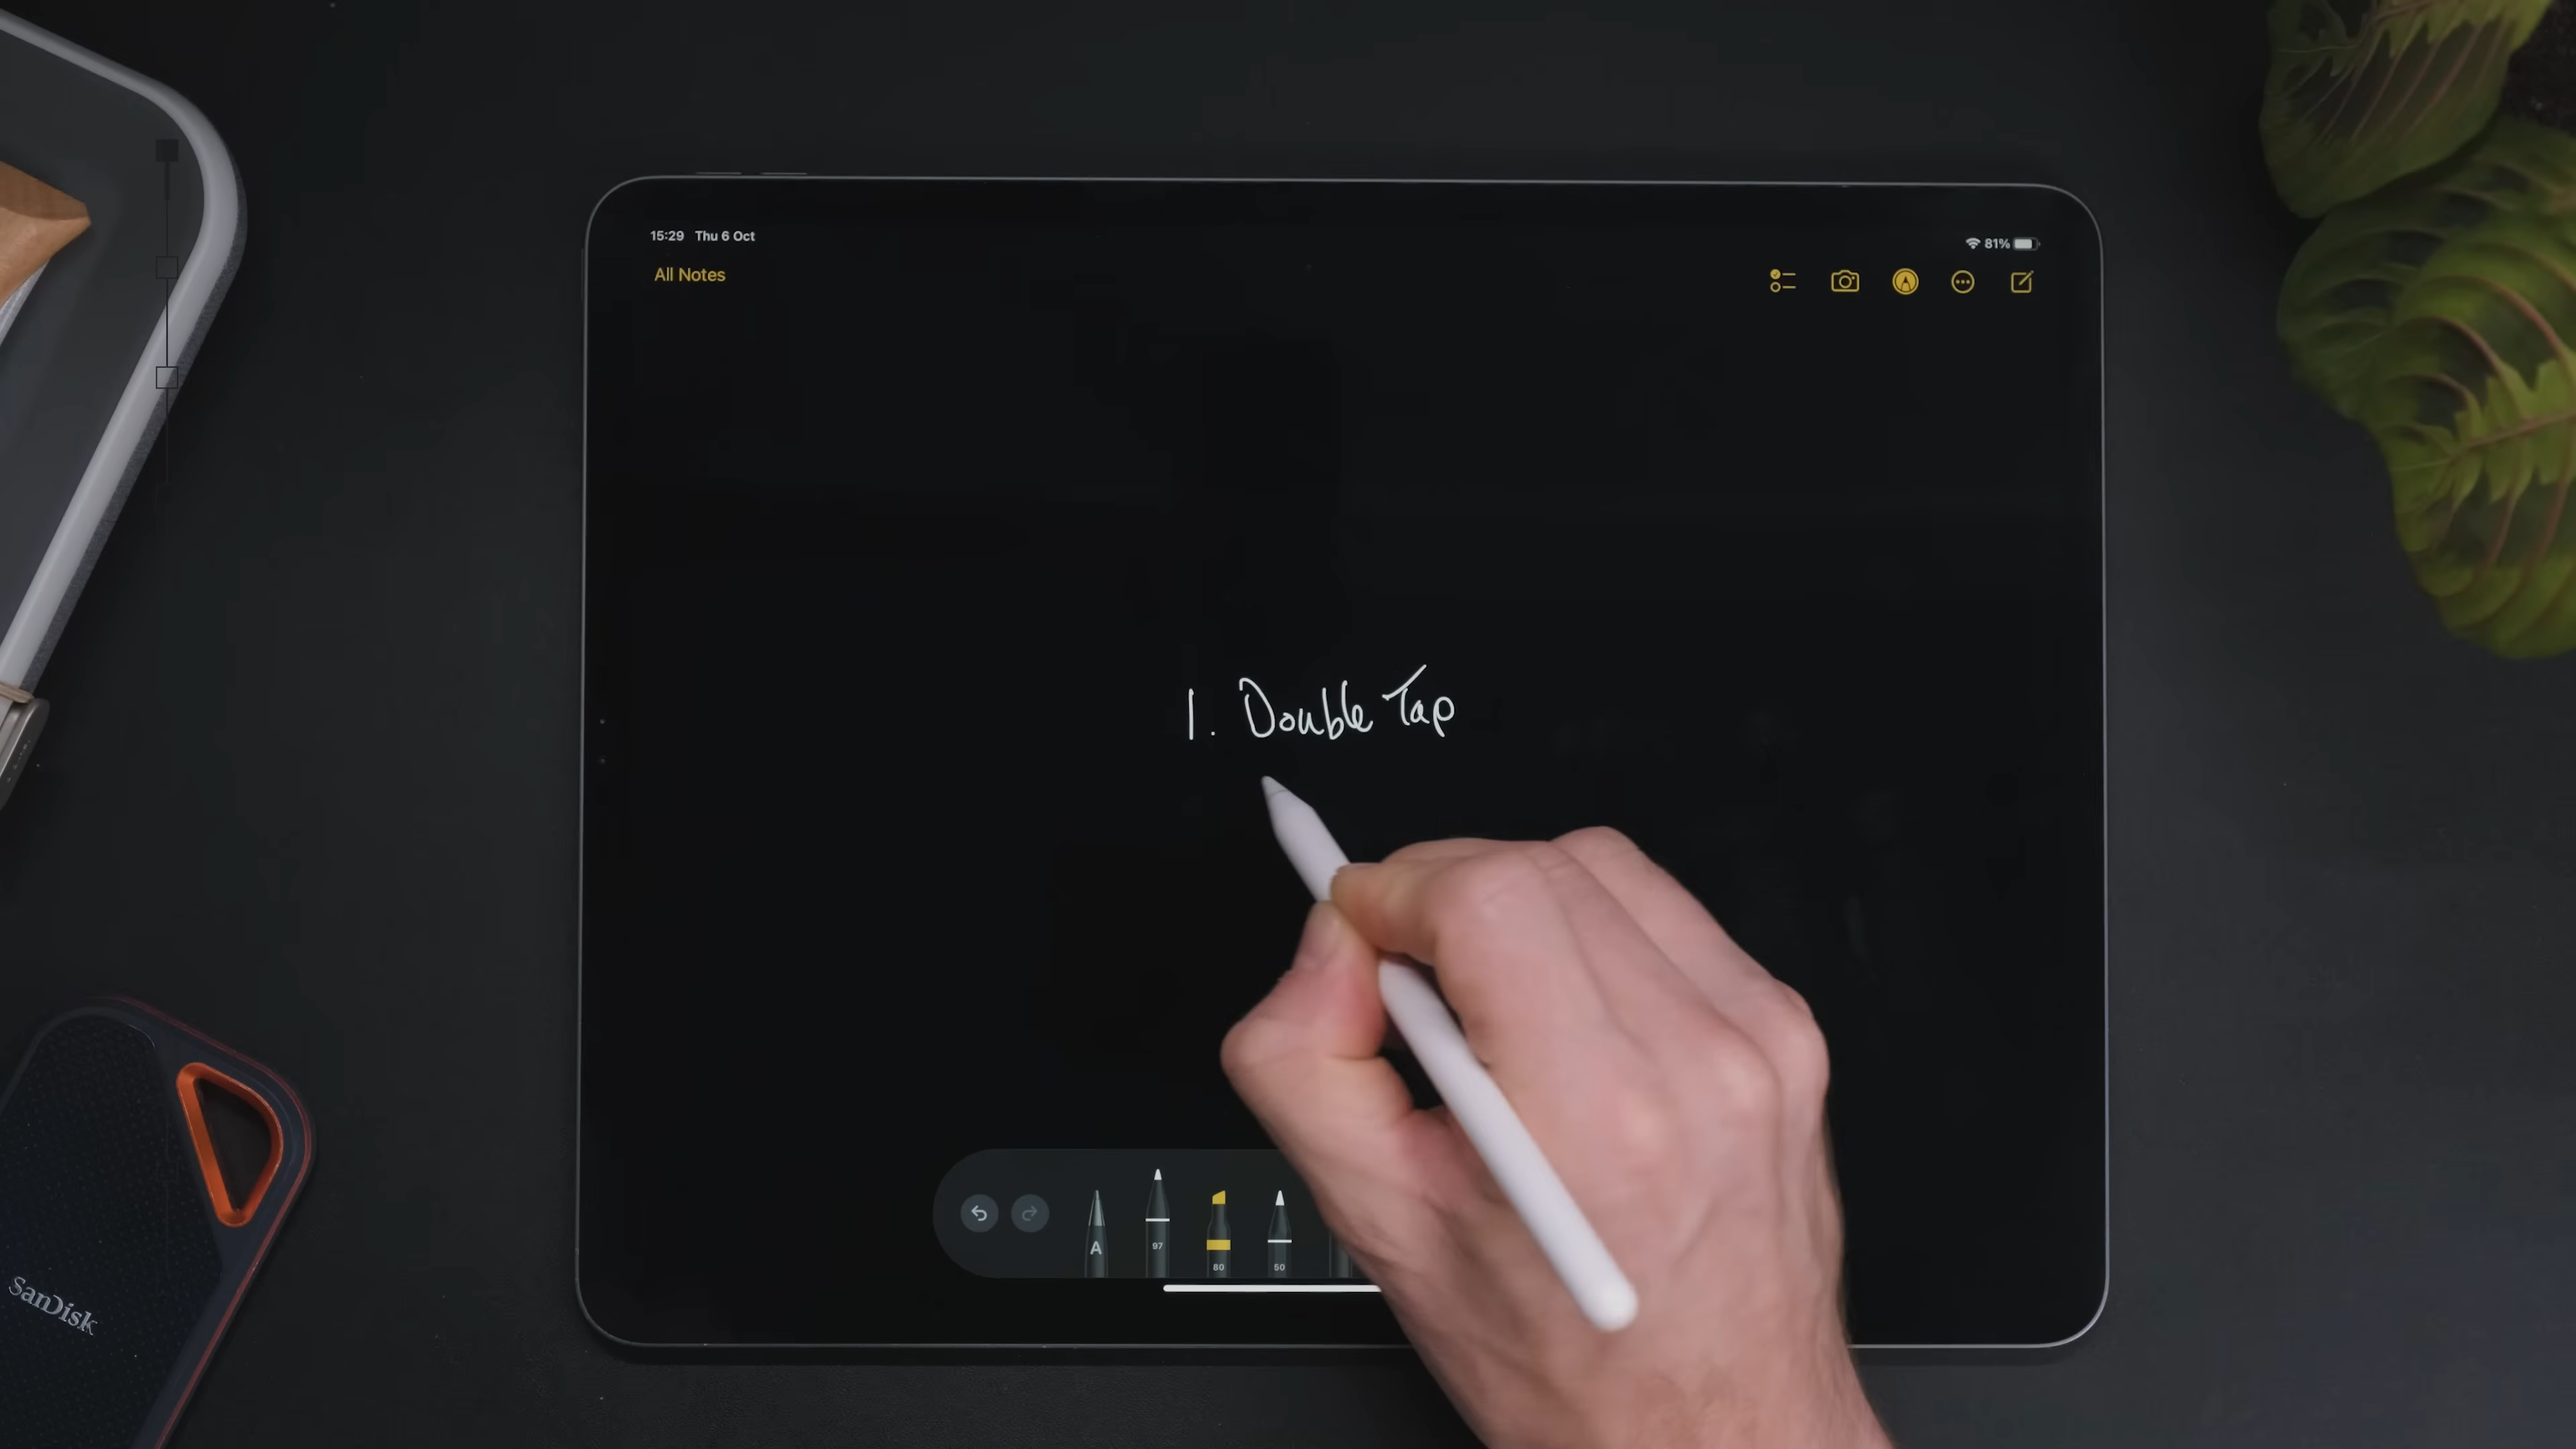 15:29 Thu 6 Oct
81%
All Notes
1. Double Tap
A
97
80
50
SanDisk